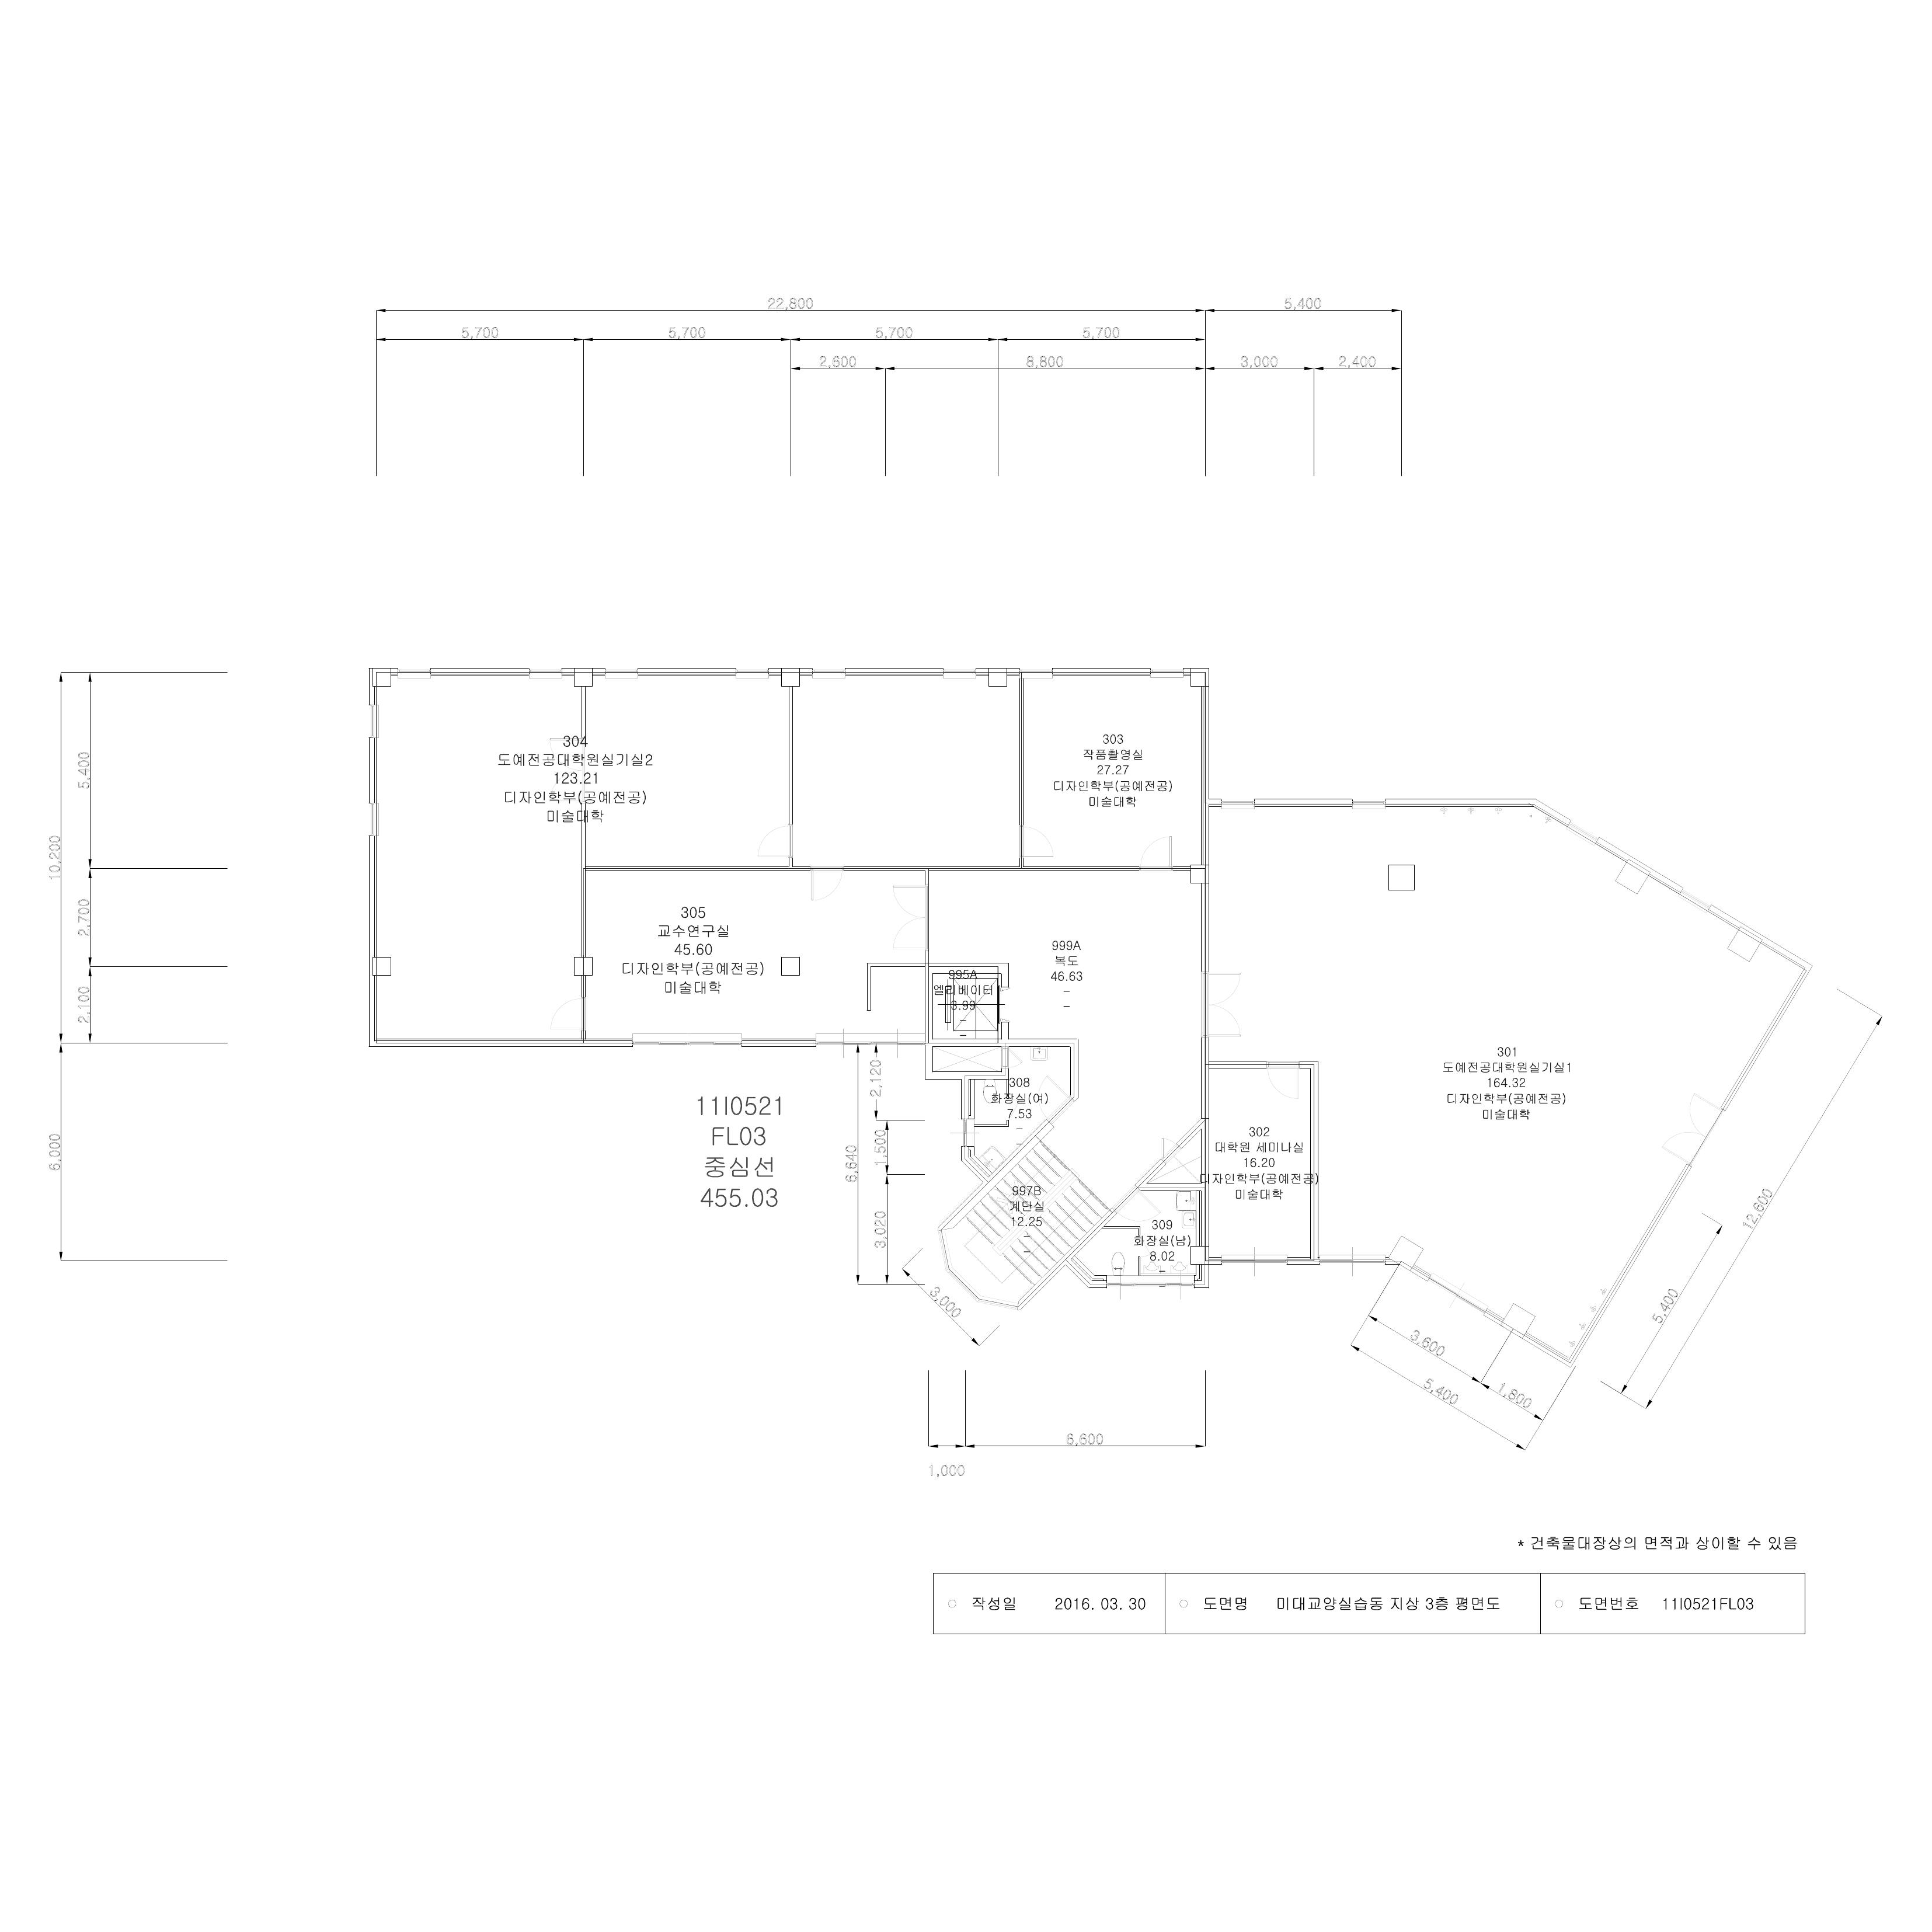 22,800
5,400
5,700
5,700
5,700
5,700
2,600
8,800
3,000
2,400
10,200
5,400
2,700
2,100
6,000
304
도예전공대학원실기실2
123.21
디자인학부(공예전공)
미술대학
303
작품촬영실
27.27
디자인학부(공예전공)
미술대학
305
교수연구실
45.60
디자인학부(공예전공)
미술대학
999A
복도
46.63
995A
엘리베이터
3.99
301
도예전공대학원실기실1
164.32
디자인학부(공예전공)
미술대학
308
화장실(여)
7.53
302
대학원 세미나실
16.20
디자인학부(공예전공)
미술대학
997B
계단실
12.25
309
화장실(남)
8.02
11I0521
FL03
중심선
455.03
2,120
1,500
6,640
3,020
3,000
12,600
5,400
3,600
5,400
1,800
6,600
1,000
* 건축물대장상의 면적과 상이할 수 있음
작성일 2016. 03. 30
도면명 미대교양실습동 지상 3층 평면도
도면번호 11I0521FL03